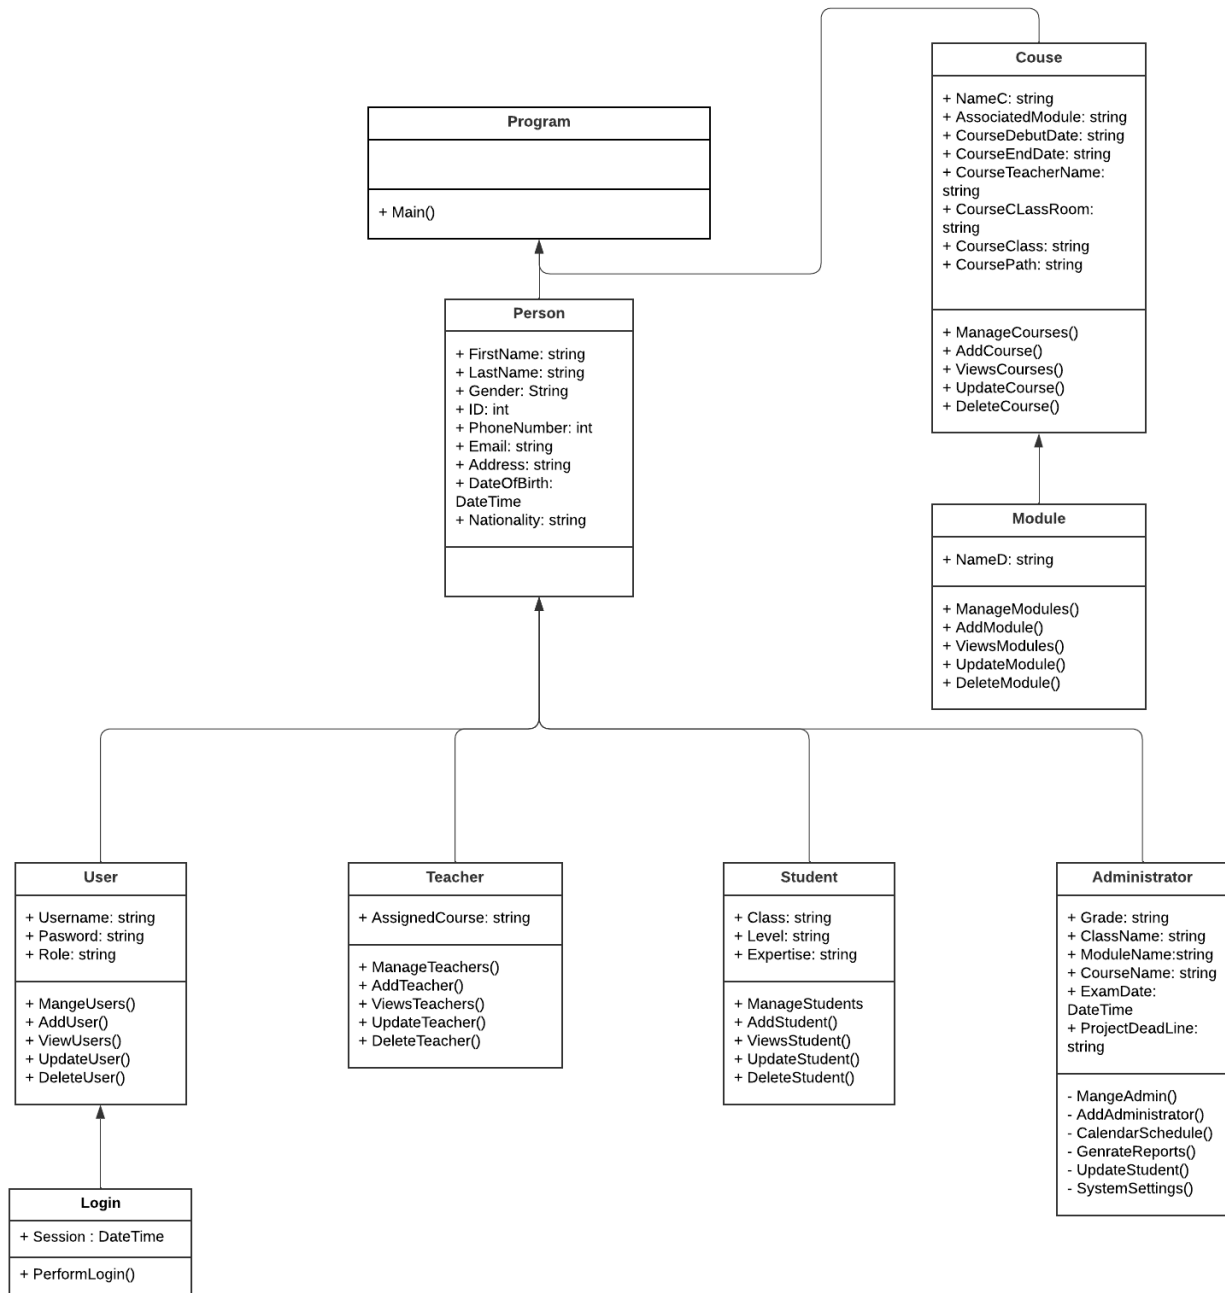 Couse
+ NameC: string
+ AssociatedModule: string
+ CourseDebutDate: string
+ CourseEndDate: string
+ CourseTeacherName:
string
+ CourseCLassRoom:
string
+ CourseClass: string
+ CoursePath: string
+ ManageCourses()
+ AddCourse()
+ ViewsCourses()
+ UpdateCourse()
+ DeleteCourse()
Program
+ Main()
Person
+ FirstName: string
+ LastName: string
+ Gender: String
+ ID: int
+ PhoneNumber: int
+ Email: string
+ Address: string
+ DateOfBirth:
DateTime
+ Nationality: string
Module
+ NameD: string
+ ManageModules()
+ AddModule()
+ ViewsModules()
+ UpdateModule()
+ DeleteModule()
User
+ Username: string
+ Pasword: string
+ Role: string
+ MangeUsers()
+ AddUser()
+ ViewUsers()
+ UpdateUser()
+ DeleteUser()
Teacher
+ AssignedCourse: string
+ ManageTeachers()
+ AddTeacher()
+ ViewsTeachers()
+ UpdateTeacher()
+ DeleteTeacher()
Student
+ Class: string
+ Level: string
+ Expertise: string
+ ManageStudents
+ AddStudent()
+ ViewsStudent()
+ UpdateStudent()
+ DeleteStudent()
Administrator
+ Grade: string
+ ClassName: string
+ ModuleName:string
+ CourseName: string
+ ExamDate:
DateTime
+ ProjectDeadLine:
string
- MangeAdmin()
- AddAdministrator()
- CalendarSchedule()
- GenrateReports()
- UpdateStudent()
- SystemSettings()
Login
+ Session : DateTime
+ PerformLogin()